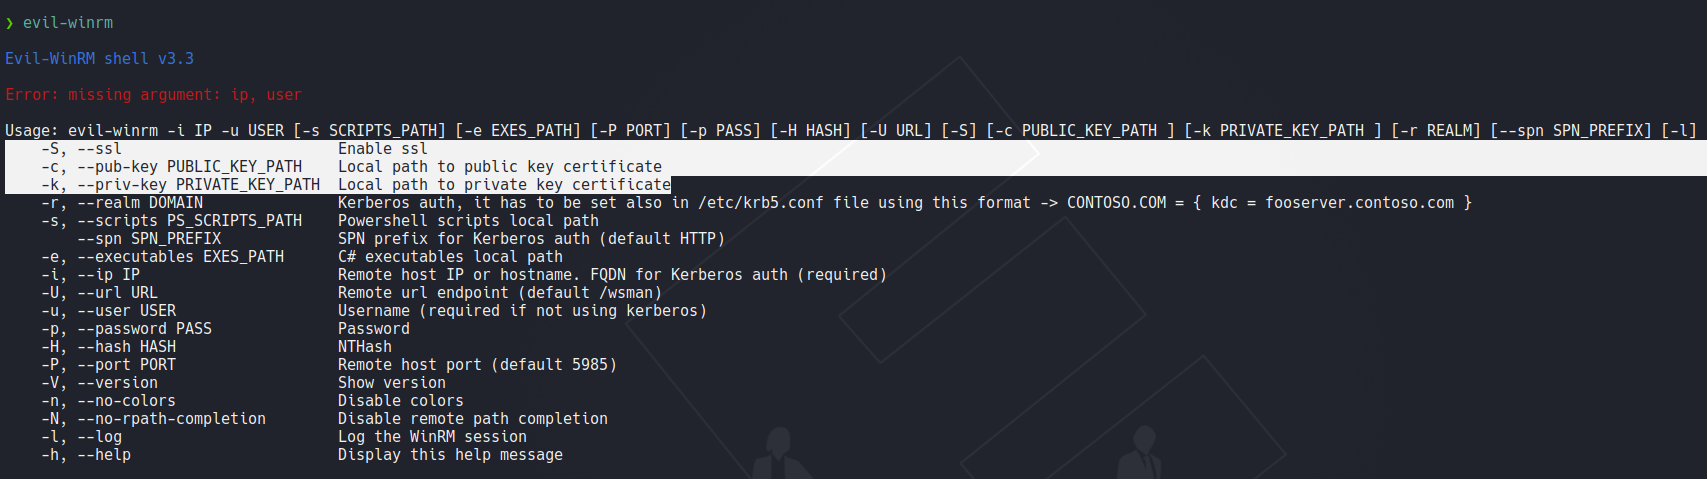 ❯ evil-winrm
Evil-WinRM shell v3.3
Error: missing argument: ip, user
Usage: evil-winrm -i IP -u USER [-s SCRIPTS_PATH] [-e EXES_PATH] [-P PORT] [-p PASS] [-H HASH] [-U URL] [-S] [-c PUBLIC_KEY_PATH ] [-k PRIVATE_KEY_PATH ] [-r REALM] [--spn SPN_PREFIX] [-l]
    -S, --ssl                        Enable ssl
    -c, --pub-key PUBLIC_KEY_PATH    Local path to public key certificate
    -k, --priv-key PRIVATE_KEY_PATH  Local path to private key certificate
    -r, --realm DOMAIN               Kerberos auth, it has to be set also in /etc/krb5.conf file using this format -> CONTOSO.COM = { kdc = fooserver.contoso.com }
    -s, --scripts PS_SCRIPTS_PATH    Powershell scripts local path
        --spn SPN_PREFIX             SPN prefix for Kerberos auth (default HTTP)
    -e, --executables EXES_PATH      C# executables local path
    -i, --ip IP                      Remote host IP or hostname. FQDN for Kerberos auth (required)
    -U, --url URL                    Remote url endpoint (default /wsman)
    -u, --user USER                  Username (required if not using kerberos)
    -p, --password PASS              Password
    -H, --hash HASH                  NTHash
    -P, --port PORT                  Remote host port (default 5985)
    -V, --version                    Show version
    -n, --no-colors                  Disable colors
    -N, --no-rpath-completion        Disable remote path completion
    -l, --log                        Log the WinRM session
    -h, --help                       Display this help message